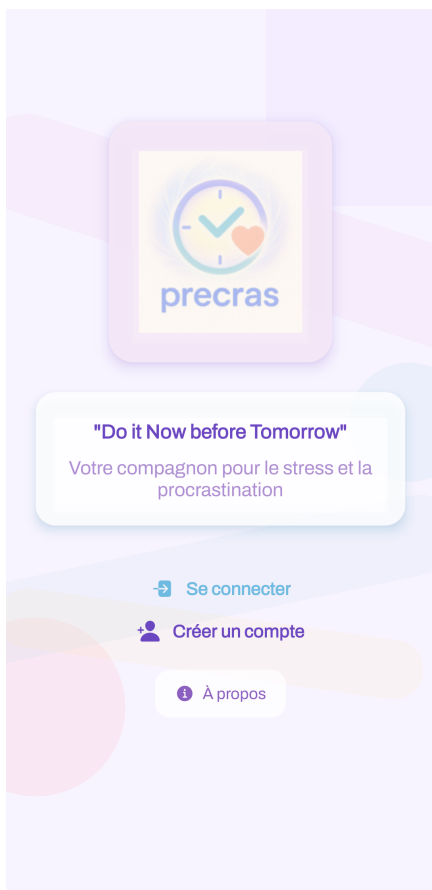 precras
"Do it Now before Tomorrow"
Votre compagnon pour le stress et la
procrastination
Se connecter
Créer un compte
À propos